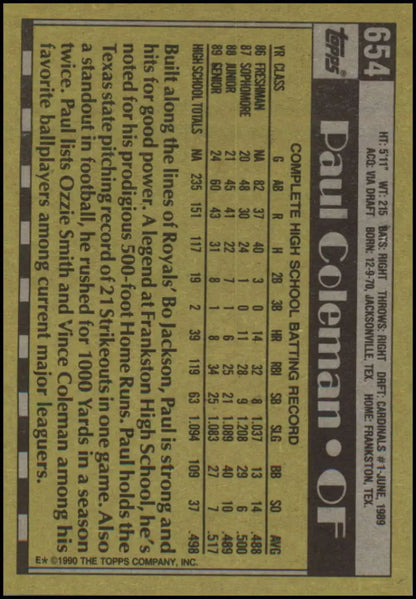 654
topps
Paul Coleman • OF
HT: 5'11" WT: 215 BATS: RIGHT THROWS: RIGHT DRFT: CARDINALS #1-JUNE, 1989
ACQ: VIA DRAFT BORN: 12-9-70, JACKSONVILLE, TEX. HOME: FRANKSTON, TEX.
COMPLETE HIGH SCHOOL BATTING RECORD
YR CLASS G AB R H 2B 3B HR RBI SB SLG BB SO AVG
86 FRESHMAN NA 82 37 40 3 0 14 32 8 1.037 13 14 .488
87 SOPHOMORE 20 48 30 24 1 0 11 28 9 1.208 29 6 .500
88 JUNIOR 21 45 41 22 7 1 6 25 21 1.089 40 10 .489
89 SENIOR 24 60 43 31 8 1 8 34 25 1.083 27 7 .517
HIGH SCHOOL TOTALS NA 235 151 117 19 2 39 119 63 1.094 109 37 .498
Built along the lines of Royals' Bo Jackson, Paul is strong and
hits for good power. A legend at Frankston High School, he's
noted for his prodigious 500-foot Home Runs. Paul holds the
Texas state pitching record of 21 Strikeouts in one game. Also
a standout in football, he rushed for 1000 Yards in a season
twice. Paul lists Ozzie Smith and Vince Coleman among his
favorite ballplayers among current major leaguers.
E* ©1990 THE TOPPS COMPANY, INC.